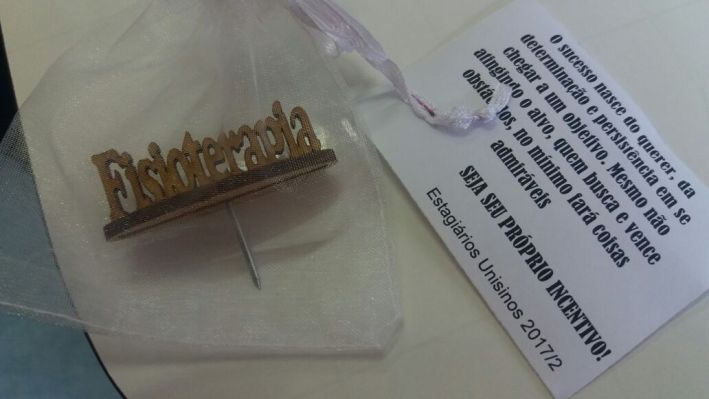 Fisioterapia
O sucesso nasce do querer, da
determinação e persistência em se
chegar a um objetivo. Mesmo não
atingindo o alvo, quem busca e vence
obstáculos, no mínimo fará coisas
admiráveis
SEJA SEU PRÓPRIO INCENTIVO!
Estagiários Unisinos 2017/2